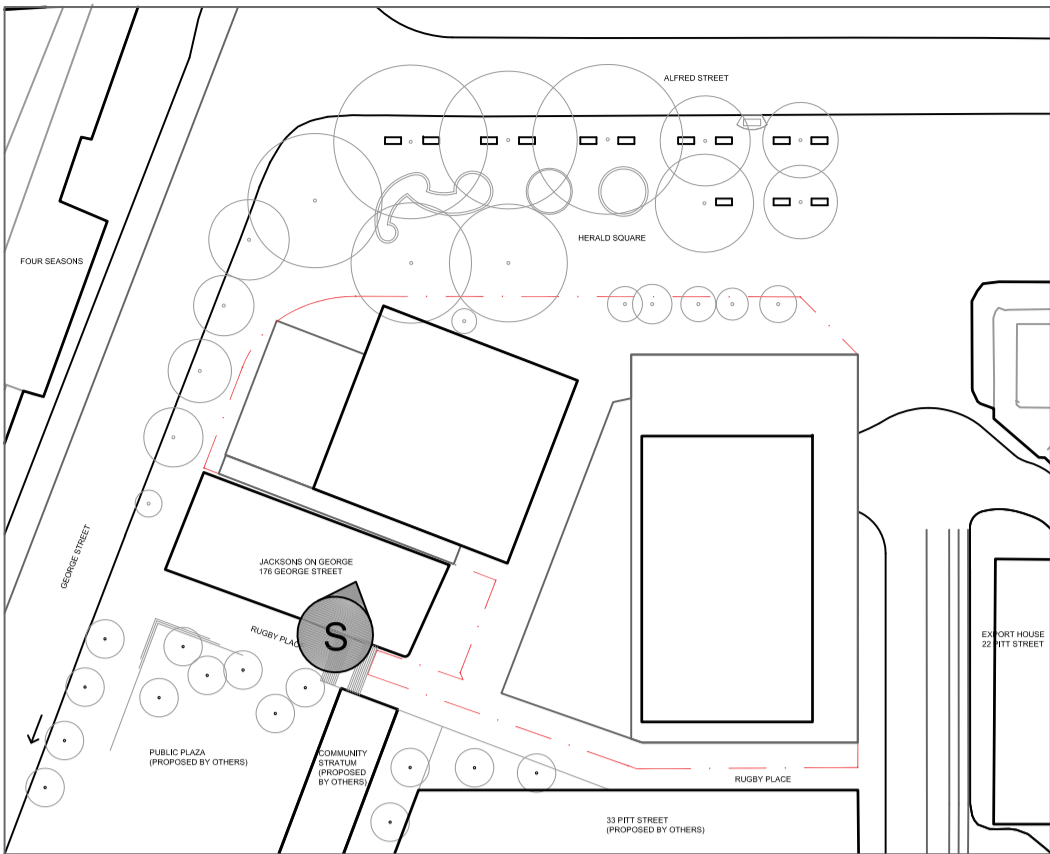 ALFRED STREET
HERALD SQUARE
FOUR SEASONS
GEORGE STREET
JACKSONS ON GEORGE
176 GEORGE STREET
RUGBY PLAC
S
EXPORT HOUSE
22 PITT STREET
PUBLIC PLAZA
(PROPOSED BY OTHERS)
COMMUNITY
STRATUM
(PROPOSED
BY OTHERS)
RUGBY PLACE
33 PITT STREET
(PROPOSED BY OTHERS)